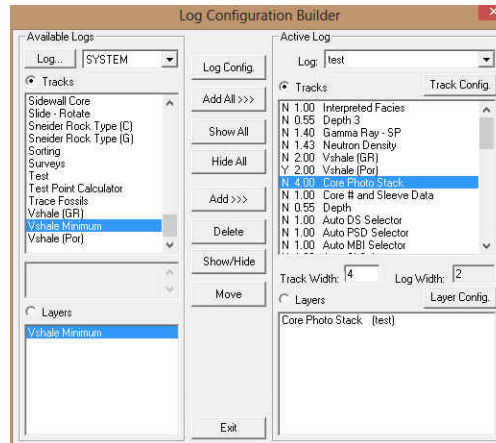 Log Configuration Builder
Available Logs
Log... SYSTEM
Tracks
Sidewall Core
Slide - Rotate
Sneider Rock Type (C)
Sneider Rock Type (G)
Sorting
Surveys
Test
Test Point Calculator
Trace Fossils
Vshale (GR)
Vshale Minimum
Vshale (Por)
Layers
Vshale Minimum
Log Config.
Add All >>>
Show All
Hide All
Add >>>
Delete
Show/Hide
Move
Exit
Active Log
Log: test
Tracks Track Config.
N 1.00 Interpreted Facies
N 0.55 Depth 3
N 1.40 Gamma Ray - SP
N 1.43 Neutron Density
N 2.00 Vshale (GR)
Y 2.00 Vshale (Por)
N 4.00 Core Photo Stack
N 1.00 Core # and Sleeve Data
N 0.55 Depth
N 1.00 Auto DS Selector
N 1.00 Auto PSD Selector
N 1.00 Auto MBI Selector
Track Width: 4 Log Width: 2
Layers Layer Config.
Core Photo Stack (test)